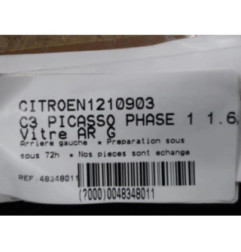 CITROEN1210903
C3 PICASSO PHASE 1 1.6
Vitre AR G
Arriere gauche * Preparation sous
sous 72h * Nos pieces sont echange
REF 48348011
(7000)0048348011